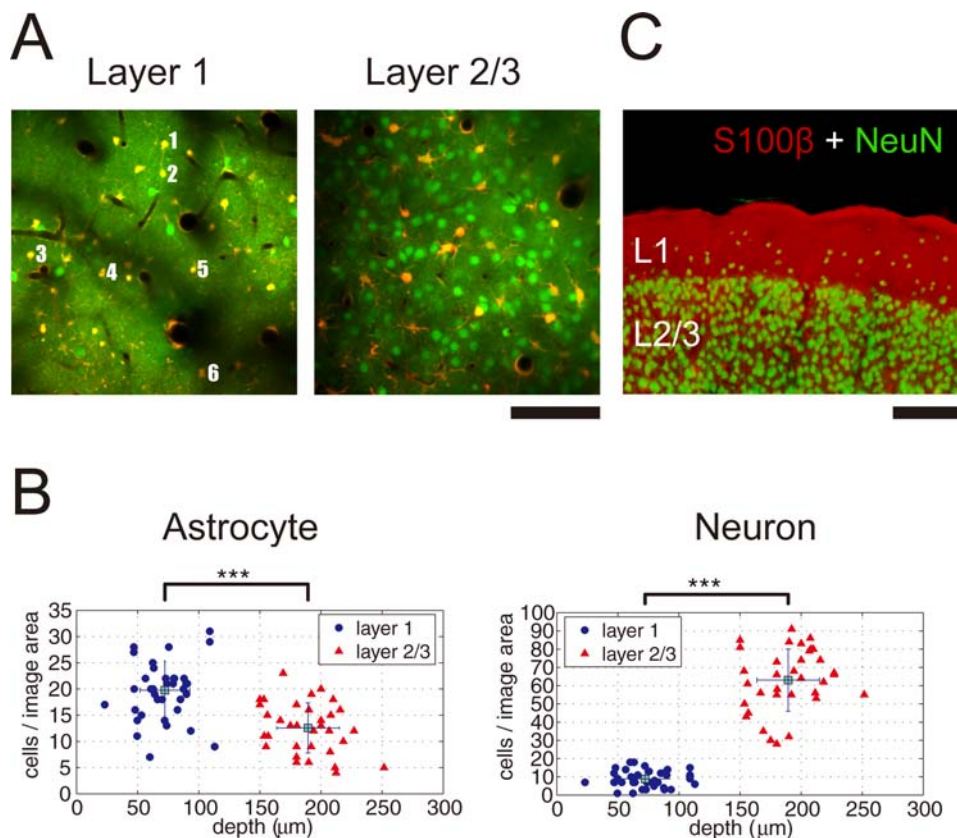 A
Layer 1
Layer 2/3
1
2
3
4
5
6
C
S100β + NeuN
L1
L2/3
B
Astrocyte
***
cells / image area
35
30
25
20
15
10
5
0
layer 1
layer 2/3
0 50 100 150 200 250 300
depth (μm)
Neuron
***
cells / image area
100
90
80
70
60
50
40
30
20
10
0
layer 1
layer 2/3
0 50 100 150 200 250 300
depth (μm)